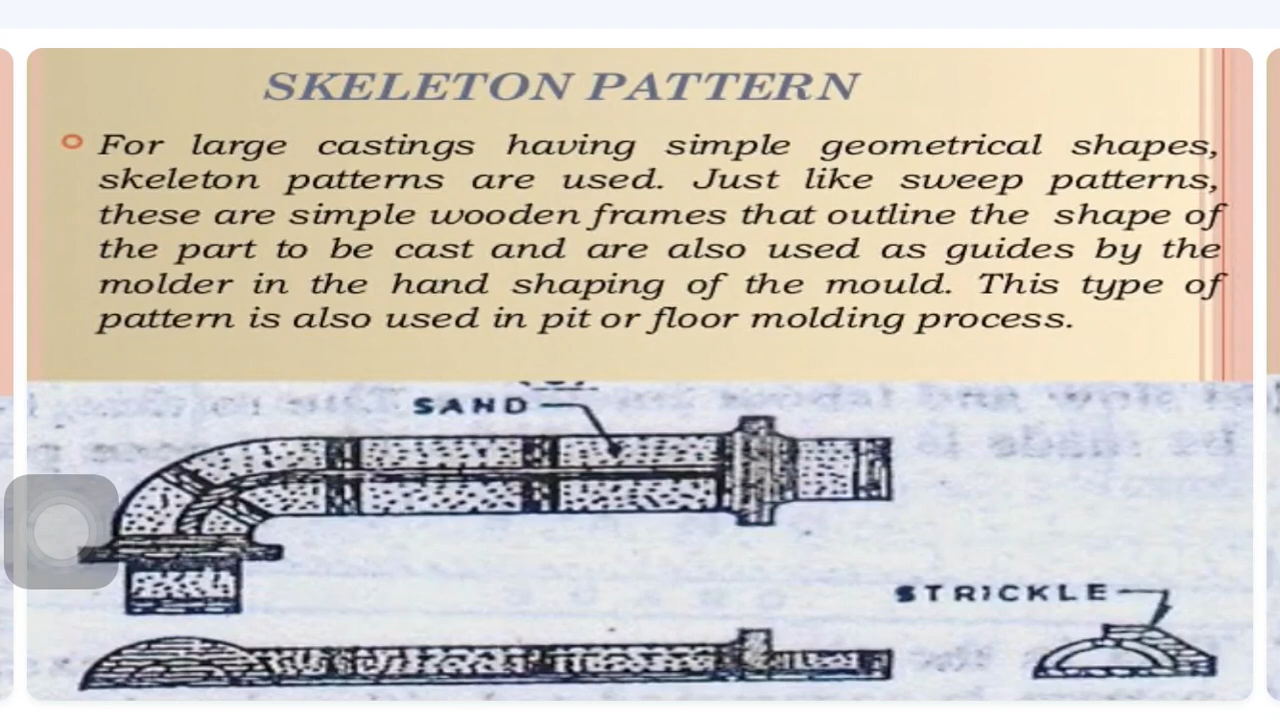 SKELETON PATTERN
For large castings having simple geometrical shapes,
skeleton patterns are used. Just like sweep patterns,
these are simple wooden frames that outline the shape of
the part to be cast and are also used as guides by the
molder in the hand shaping of the mould. This type of
pattern is also used in pit or floor molding process.
SAND
STRICKLE